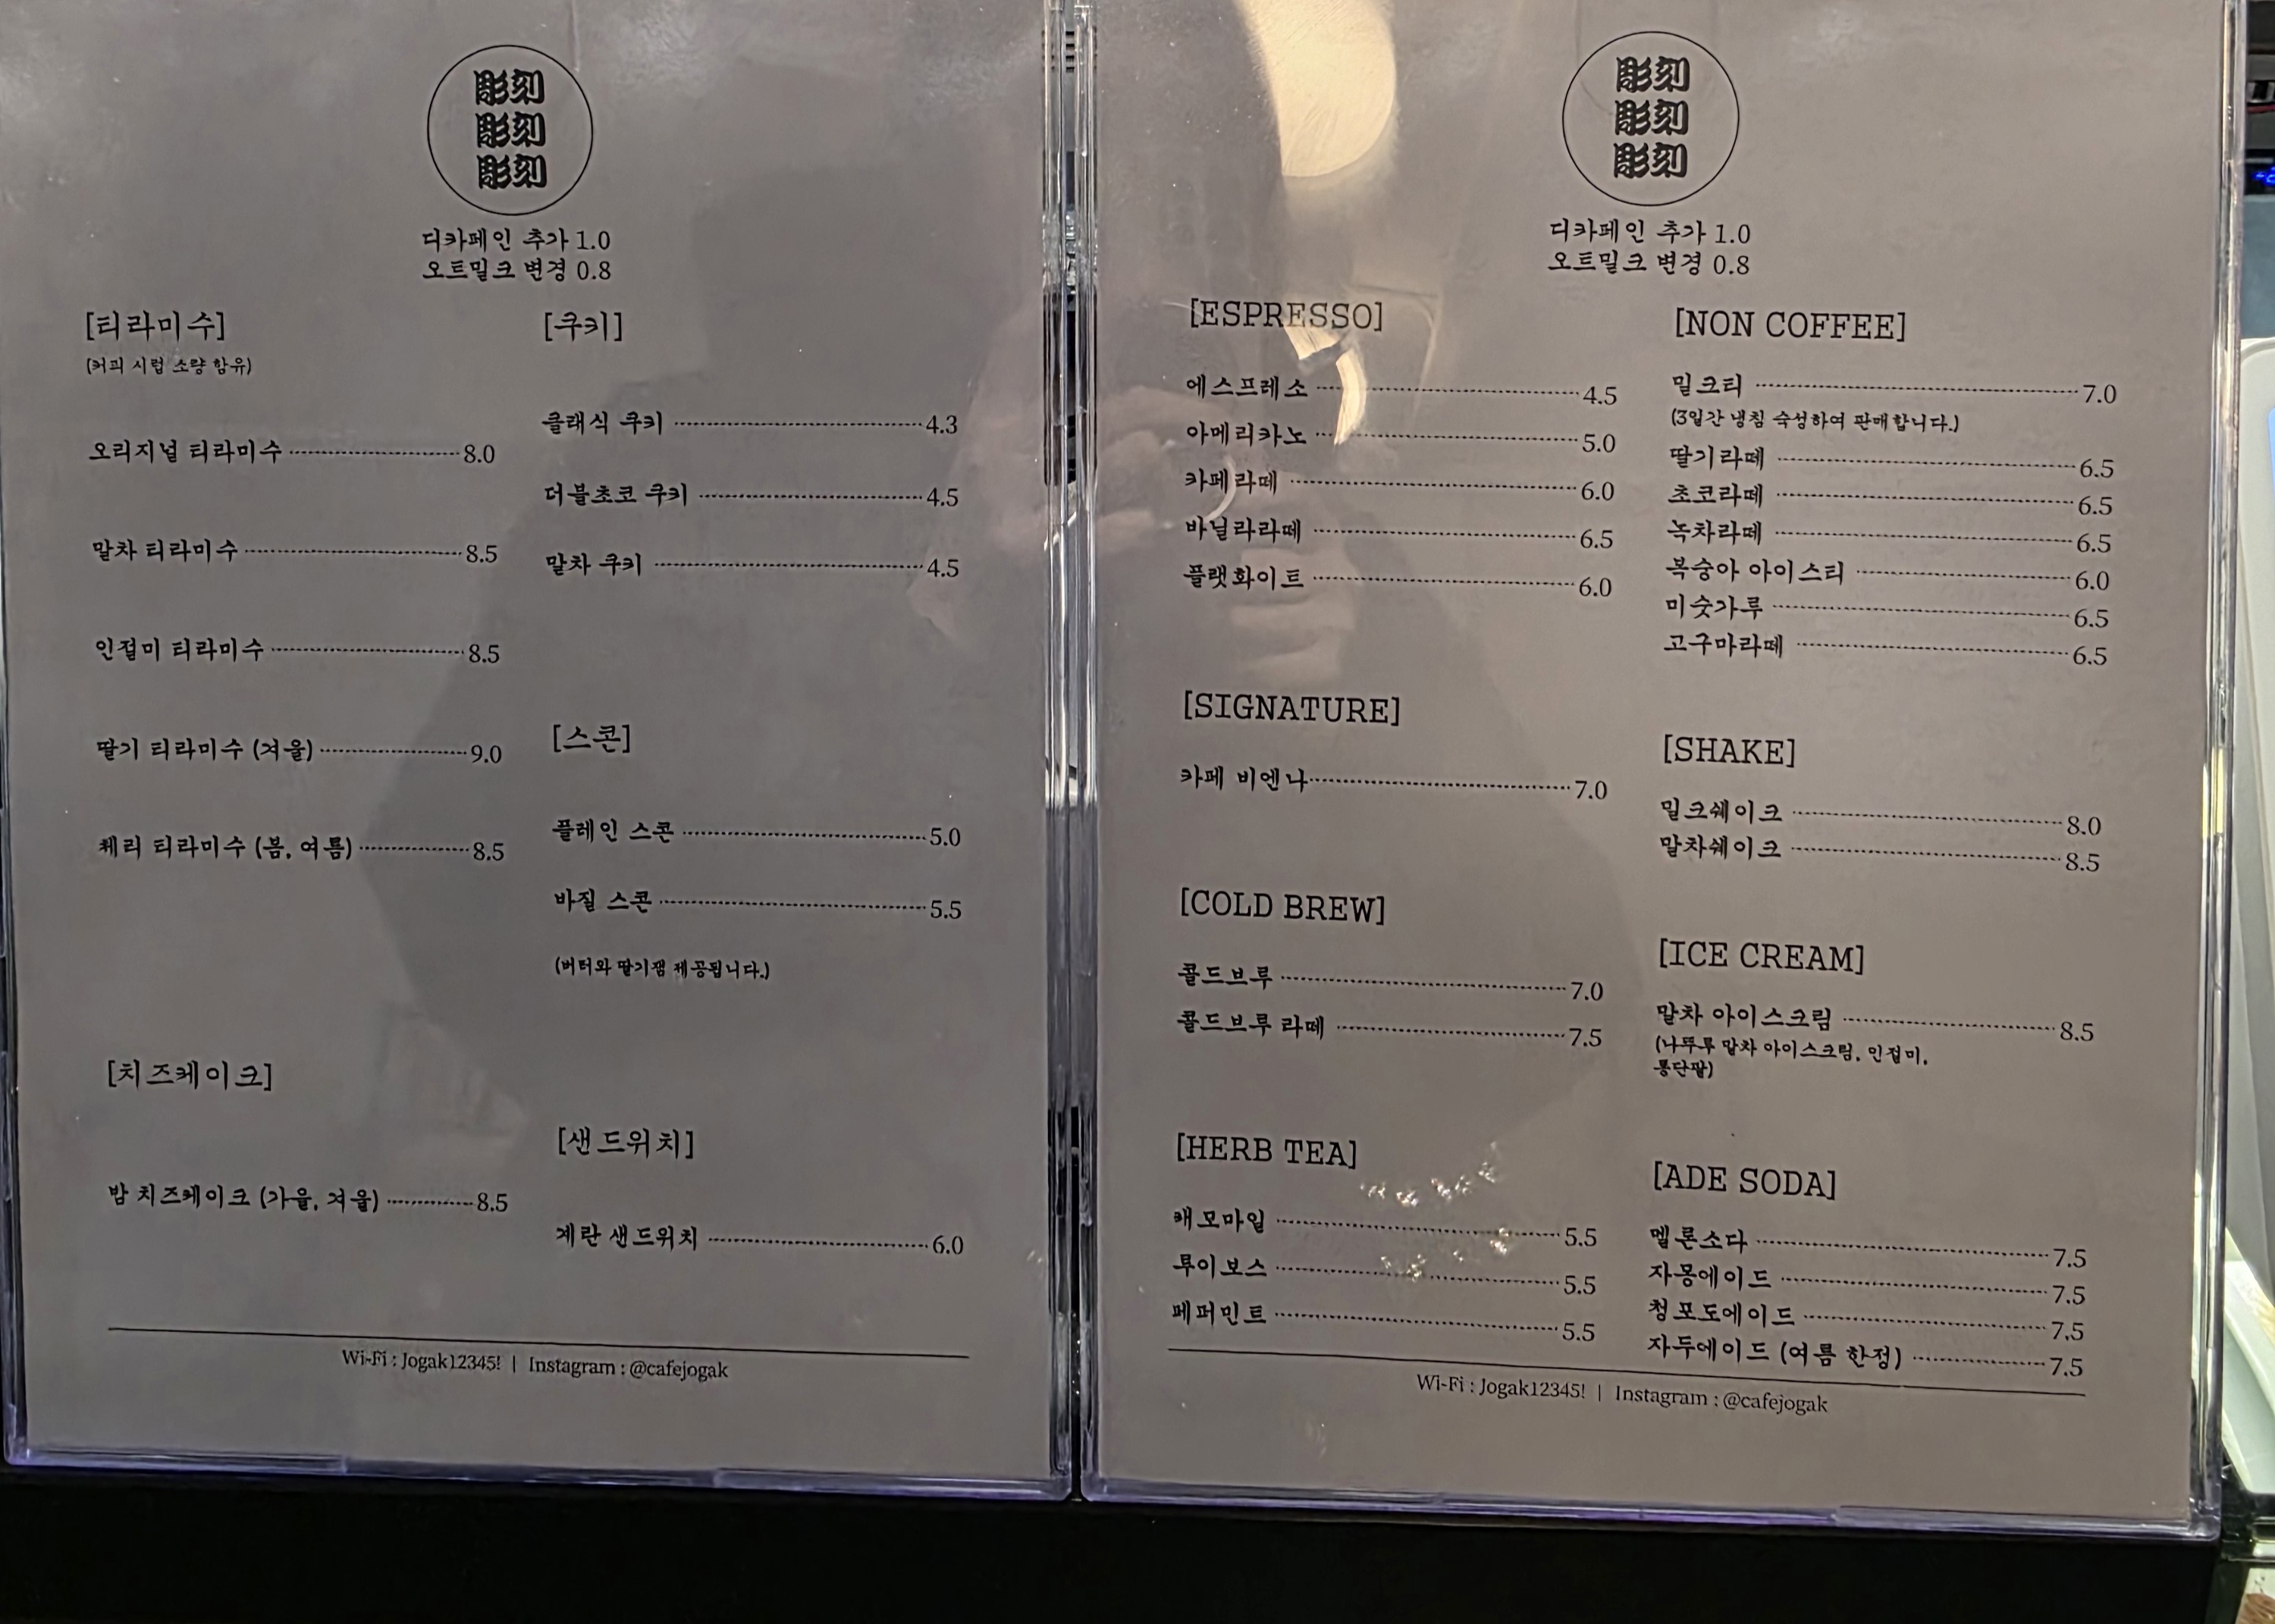 彫刻
彫刻
彫刻
디카페인 추가 1.0
오트밀크 변경 0.8
[티라미수]
(커피 시럽 소량 함유)
오리지널 티라미수 8.0
말차 티라미수 8.5
인절미 티라미수 8.5
딸기 티라미수 (겨울) 9.0
체리 티라미수 (봄, 여름) 8.5
[치즈케이크]
밤 치즈케이크 (가을, 겨울) 8.5
[쿠키]
클래식 쿠키 4.3
더블초코 쿠키 4.5
말차 쿠키 4.5
[스콘]
플레인 스콘 5.0
바질 스콘 5.5
(버터와 딸기잼 제공됩니다.)
[샌드위치]
계란 샌드위치 6.0
Wi-Fi : Jogak12345! | Instagram : @cafejogak
彫刻
彫刻
彫刻
디카페인 추가 1.0
오트밀크 변경 0.8
[ESPRESSO]
에스프레소 4.5
아메리카노 5.0
카페라떼 6.0
바닐라라떼 6.5
플랫화이트 6.0
[SIGNATURE]
카페 비엔나 7.0
[COLD BREW]
콜드브루 7.0
콜드브루 라떼 7.5
[HERB TEA]
캐모마일 5.5
루이보스 5.5
페퍼민트 5.5
[NON COFFEE]
밀크티 7.0
(3일간 냉침 숙성하여 판매합니다.)
딸기라떼 6.5
초코라떼 6.5
녹차라떼 6.5
복숭아 아이스티 6.0
미숫가루 6.5
고구마라떼 6.5
[SHAKE]
밀크쉐이크 8.0
말차쉐이크 8.5
[ICE CREAM]
말차 아이스크림 8.5
(나뚜루 말차 아이스크림, 인절미,
통단팥)
[ADE SODA]
멜론소다 7.5
자몽에이드 7.5
청포도에이드 7.5
자두에이드 (여름 한정) 7.5
Wi-Fi : Jogak12345! | Instagram : @cafejogak